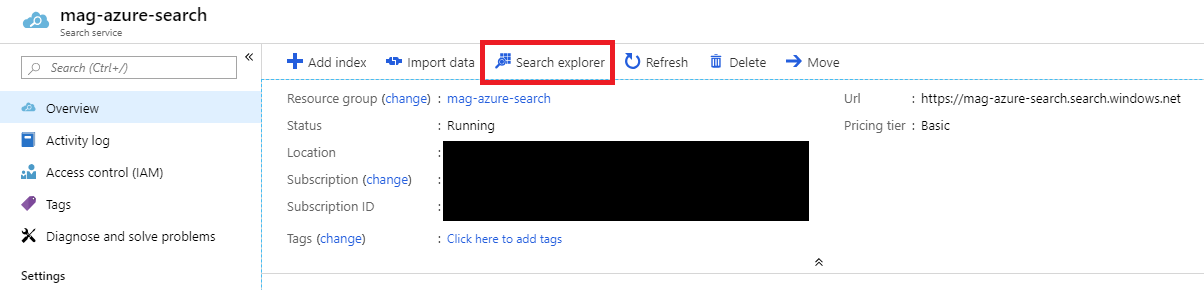 mag-azure-search
Search service
Search (Ctrl+/)
«
Overview
Activity log
Access control (IAM)
Tags
Diagnose and solve problems
Settings
Add index Import data Search explorer Refresh Delete Move
Resource group (change) : mag-azure-search
Status : Running
Location :
Subscription (change) :
Subscription ID :
Tags (change) : Click here to add tags
Url : https://mag-azure-search.search.windows.net
Pricing tier : Basic